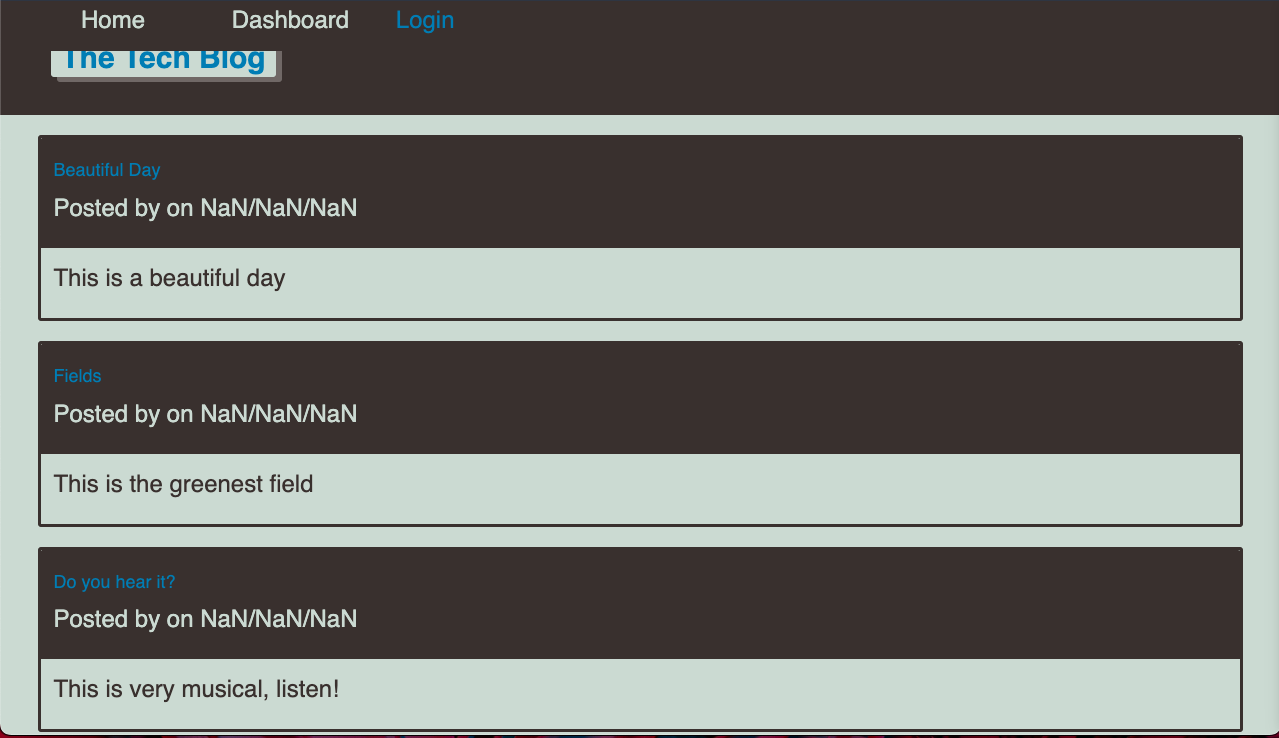 Home Dashboard Login
The Tech Blog
Beautiful Day
Posted by on NaN/NaN/NaN
This is a beautiful day
Fields
Posted by on NaN/NaN/NaN
This is the greenest field
Do you hear it?
Posted by on NaN/NaN/NaN
This is very musical, listen!